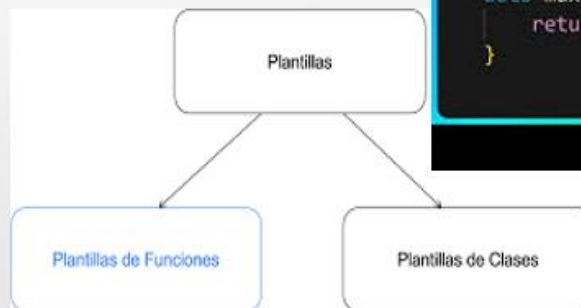 Plantillas
retu
}
Plantillas de Funciones
Plantillas de Clases